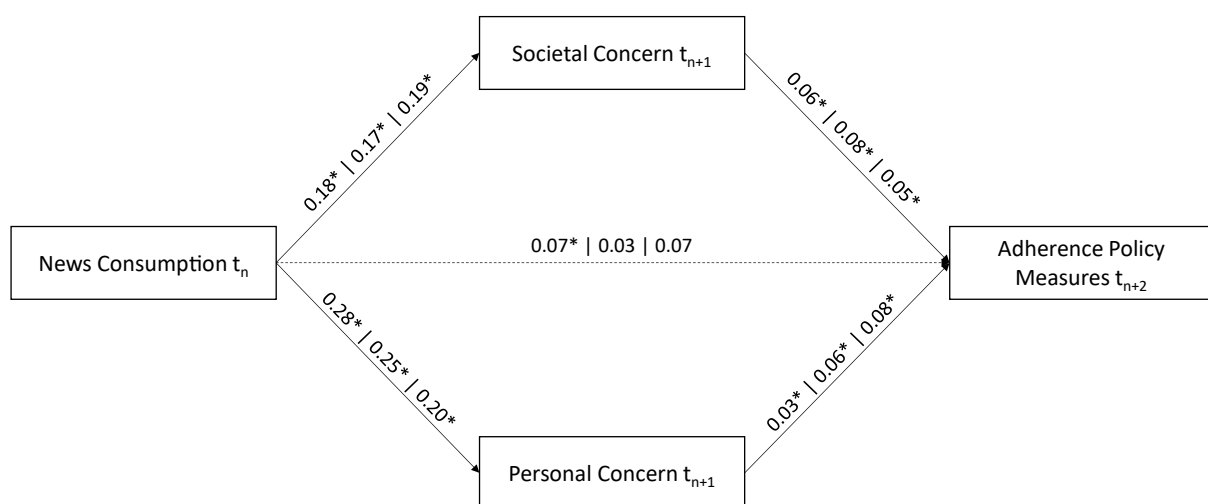 Societal Concern tn+1
0.18* | 0.17* | 0.19*
0.06* | 0.08* | 0.05*
News Consumption tn
0.07* | 0.03 | 0.07
Adherence Policy
Measures tn+2
0.28* | 0.25* | 0.20*
0.03* | 0.06* | 0.08*
Personal Concern tn+1